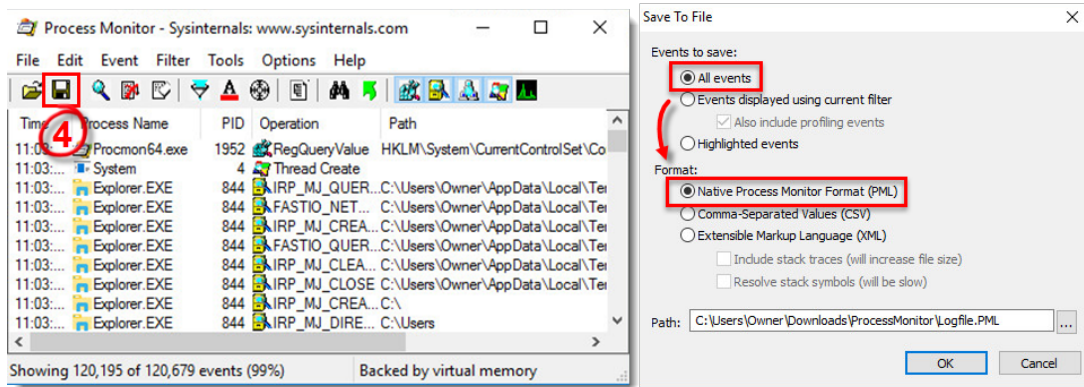 Process Monitor - Sysinternals: www.sysinternals.com
File Edit Event Filter Tools Options Help
4
Time Process Name PID Operation Path
11:03:... Procmon64.exe 1952 RegQueryValue HKLM\System\CurrentControlSet\Co
11:03:... System 4 Thread Create
11:03:... Explorer.EXE 844 IRP_MJ_QUER... C:\Users\Owner\AppData\Local\Ter
11:03:... Explorer.EXE 844 FASTIO_NET... C:\Users\Owner\AppData\Local\Ter
11:03:... Explorer.EXE 844 IRP_MJ_CREA... C:\Users\Owner\AppData\Local\Ter
11:03:... Explorer.EXE 844 FASTIO_QUER... C:\Users\Owner\AppData\Local\Ter
11:03:... Explorer.EXE 844 IRP_MJ_CLEA... C:\Users\Owner\AppData\Local\Ter
11:03:... Explorer.EXE 844 IRP_MJ_CLOSE C:\Users\Owner\AppData\Local\Ter
11:03:... Explorer.EXE 844 IRP_MJ_CREA... C:\
11:03:... Explorer.EXE 844 IRP_MJ_DIRE... C:\Users
Showing 120,195 of 120,679 events (99%) Backed by virtual memory
Save To File
Events to save:
All events
Events displayed using current filter
Also include profiling events
Highlighted events
Format:
Native Process Monitor Format (PML)
Comma-Separated Values (CSV)
Extensible Markup Language (XML)
Include stack traces (will increase file size)
Resolve stack symbols (will be slow)
Path: C:\Users\Owner\Downloads\ProcessMonitor\Logfile.PML ...
OK Cancel